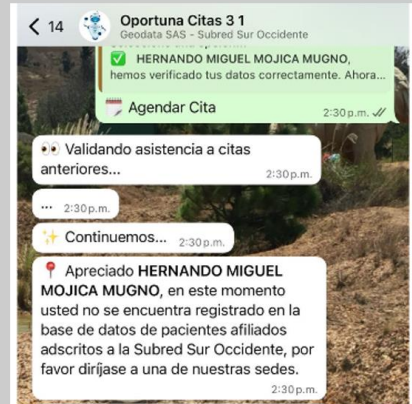 14
Oportuna Citas 3 1
Geodata SAS - Subred Sur Occidente
✅ HERNANDO MIGUEL MOJICA MUGNO,
hemos verificado tus datos correctamente. Ahora...
🗓️ Agendar Cita
2:30 p.m.
👀 Validando asistencia a citas
anteriores...
2:30 p.m.
... 2:30 p.m.
✨ Continuemos... 2:30 p.m.
📍 Apreciado HERNANDO MIGUEL
MOJICA MUGNO, en este momento
usted no se encuentra registrado en la
base de datos de pacientes afiliados
adscritos a la Subred Sur Occidente, por
favor diríjase a una de nuestras sedes.
2:30 p.m.